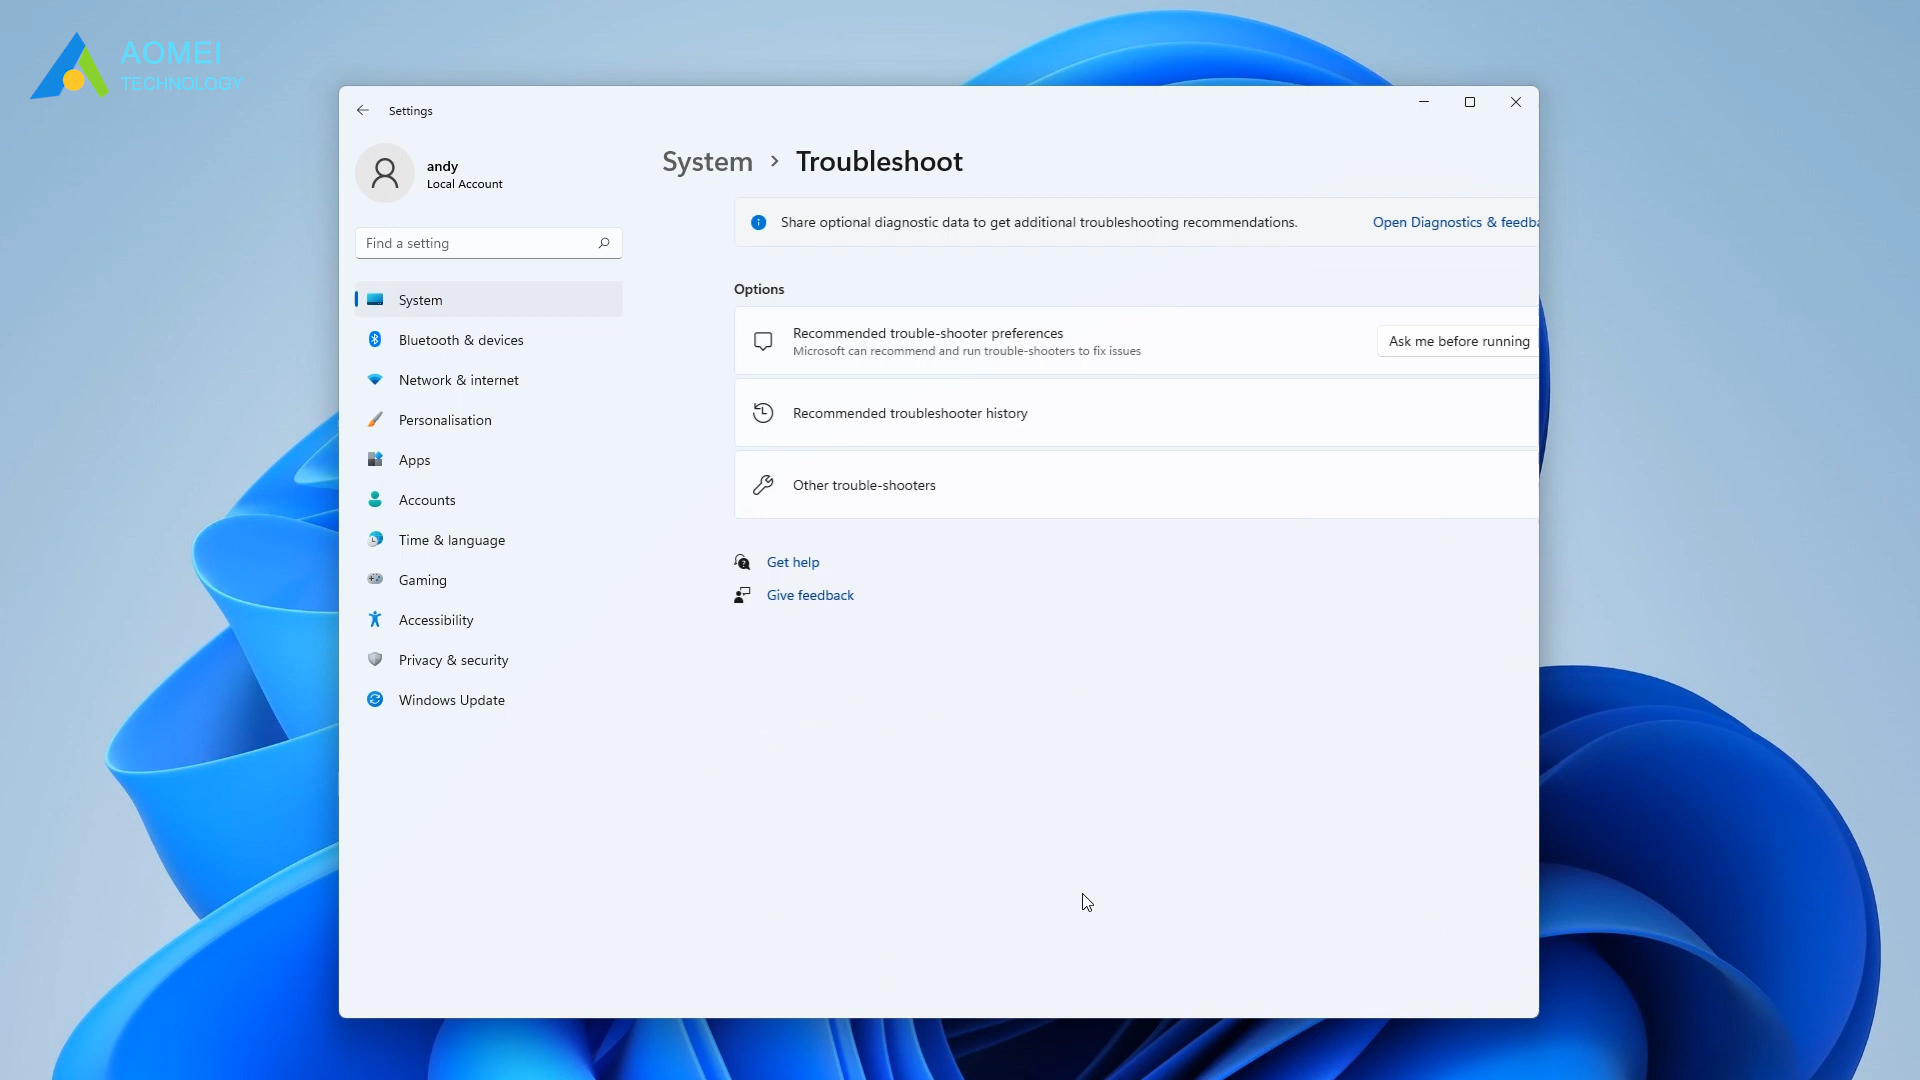 AOMEI
TECHNOLOGY
Settings
andy
Local Account
Find a setting
System
Bluetooth & devices
Network & internet
Personalisation
Apps
Accounts
Time & language
Gaming
Accessibility
Privacy & security
Windows Update
System > Troubleshoot
Share optional diagnostic data to get additional troubleshooting recommendations. Open Diagnostics & feedba
Options
Recommended trouble-shooter preferences
Microsoft can recommend and run trouble-shooters to fix issues
Ask me before running
Recommended troubleshooter history
Other trouble-shooters
Get help
Give feedback